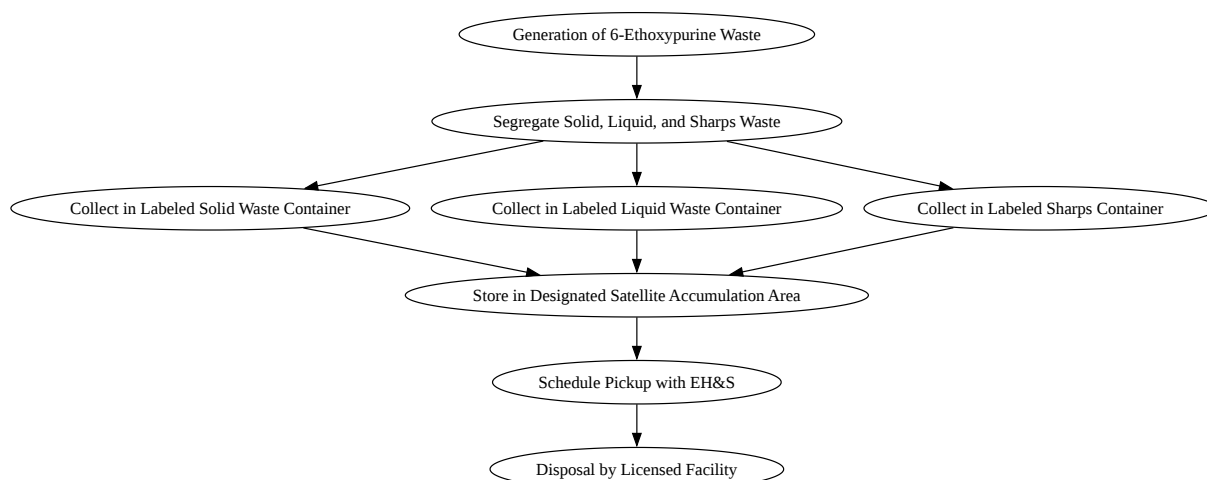 Generation of 6-Ethoxypurine Waste
Segregate Solid, Liquid, and Sharps Waste
Collect in Labeled Solid Waste Container
Collect in Labeled Liquid Waste Container
Collect in Labeled Sharps Container
Store in Designated Satellite Accumulation Area
Schedule Pickup with EH&S
Disposal by Licensed Facility